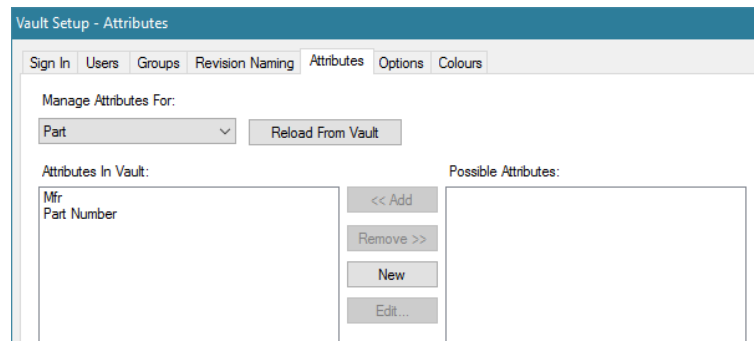 Vault Setup - Attributes
Sign In Users Groups Revision Naming Attributes Options Colours
Manage Attributes For:
Part Reload From Vault
Attributes In Vault: Possible Attributes:
Mfr
Part Number
<< Add
Remove >>
New
Edit...